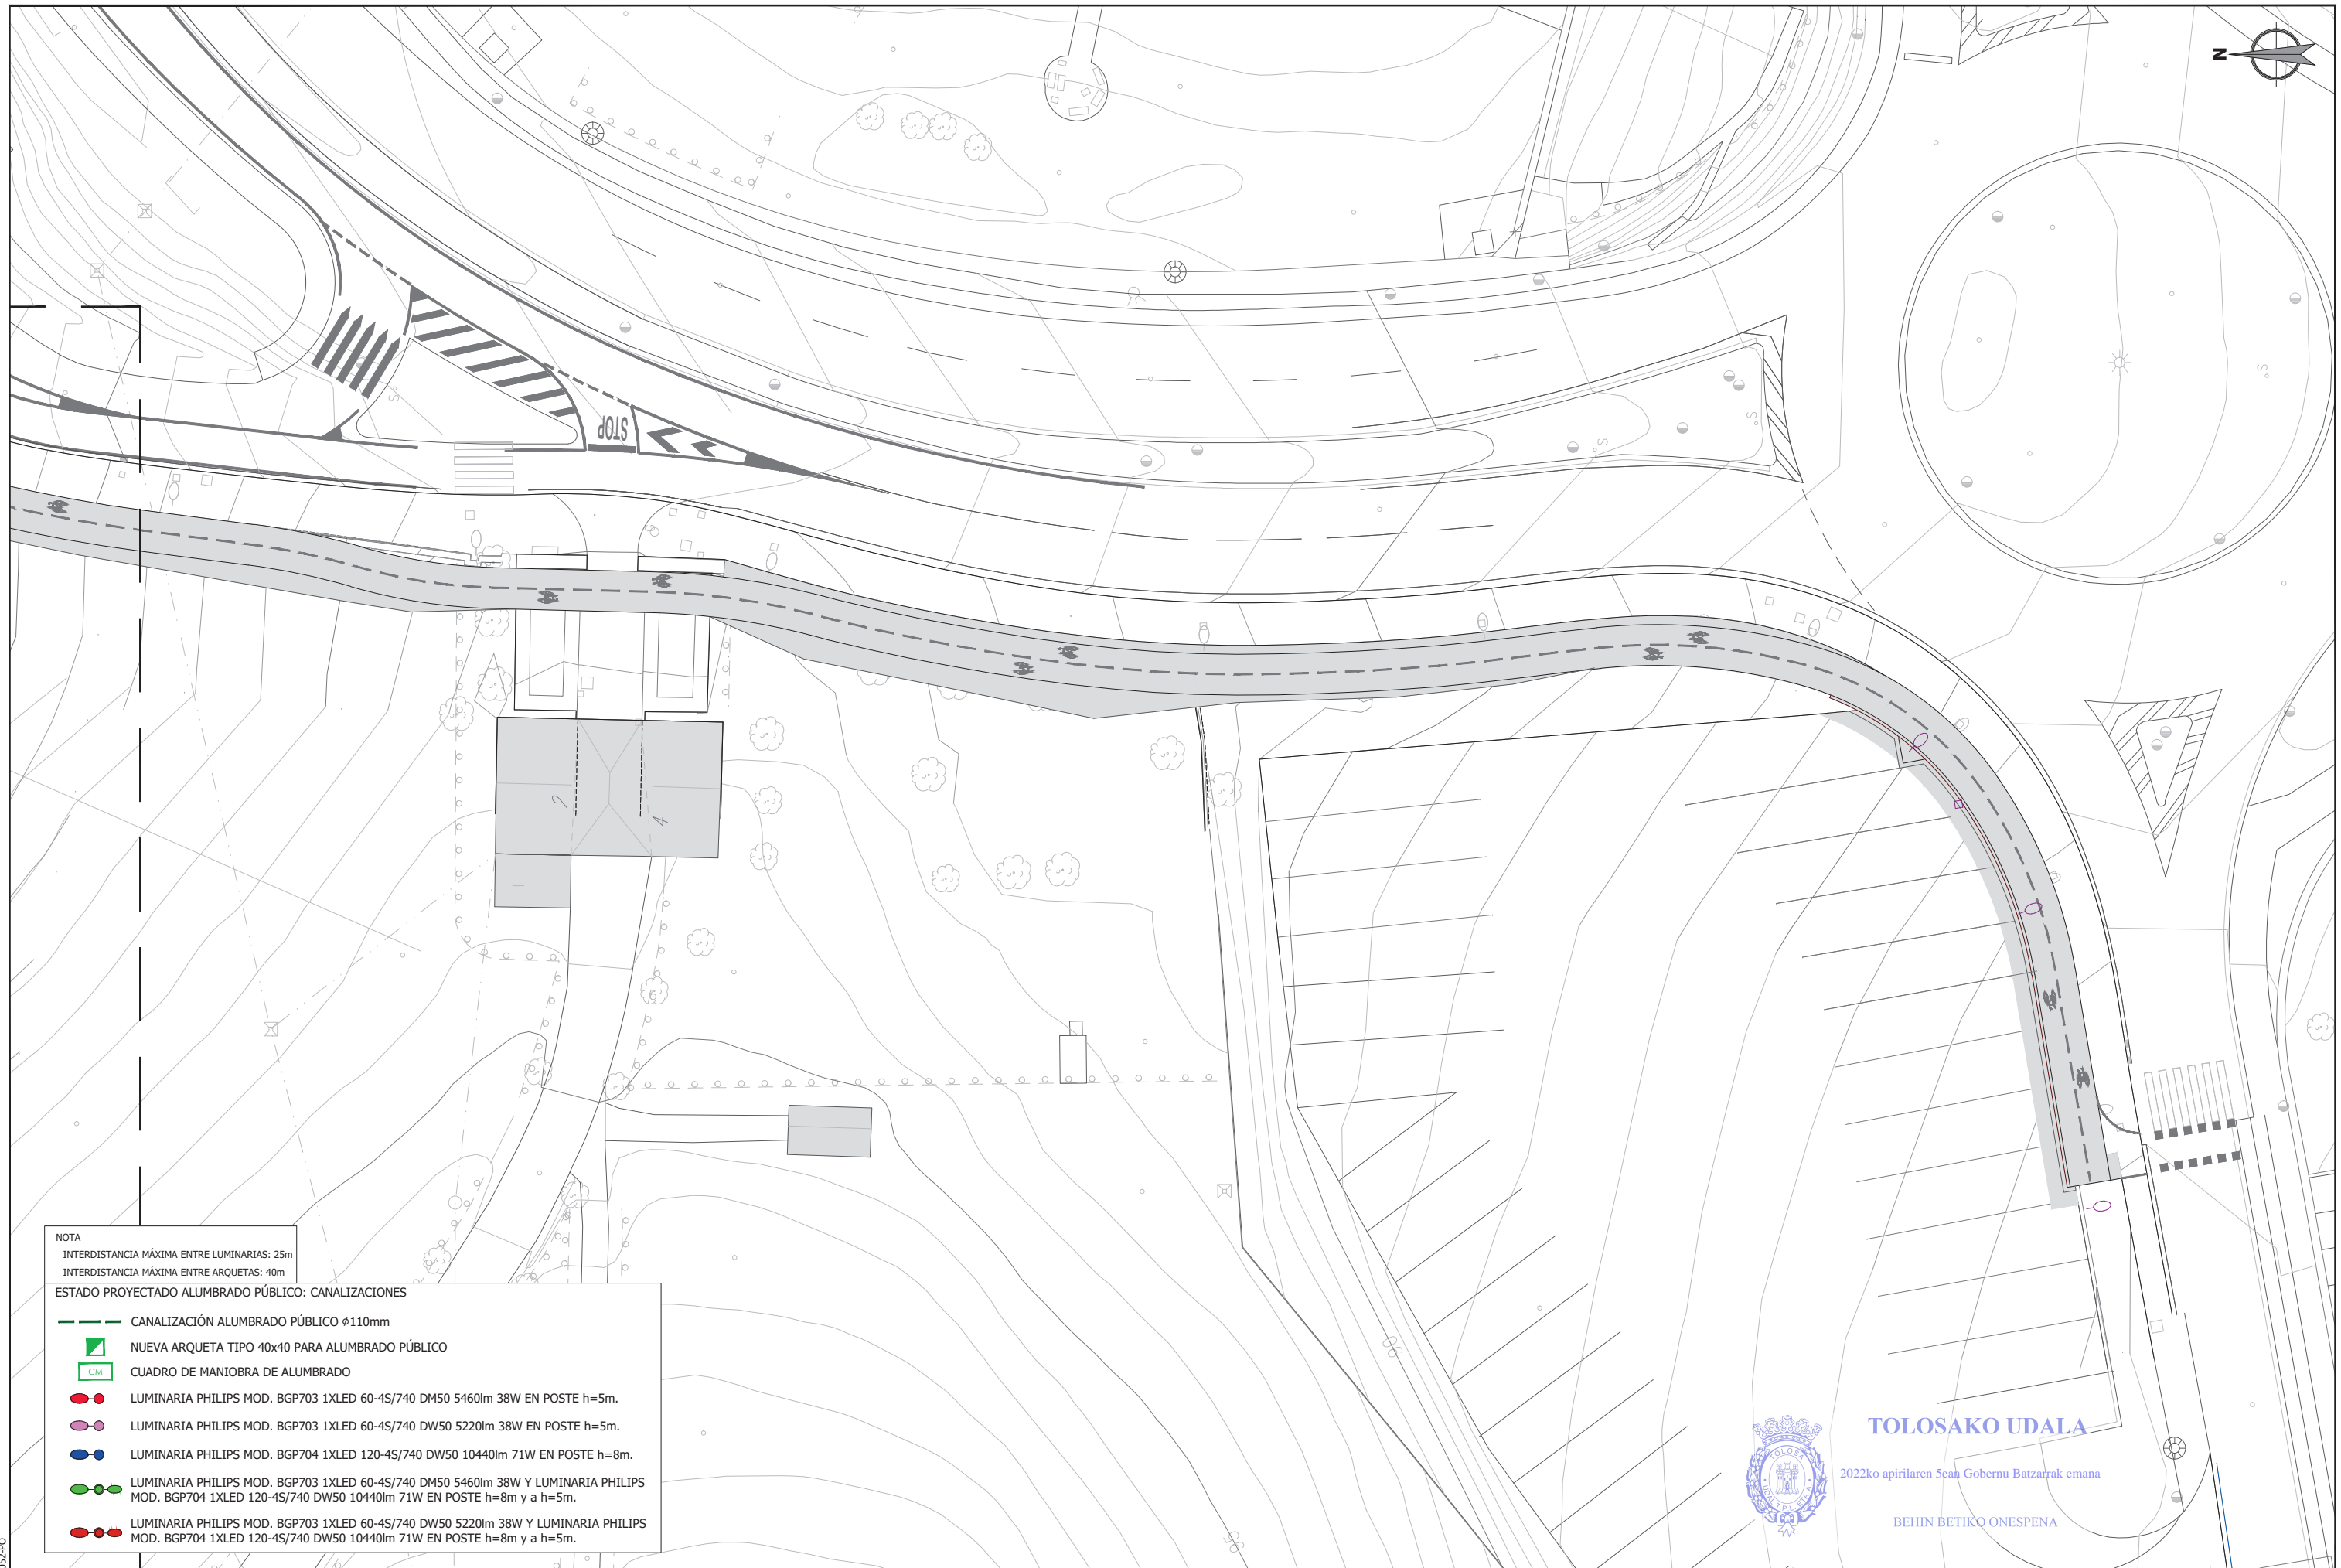 N
STOP
2
4
T
NOTA
INTERDISTANCIA MÁXIMA ENTRE LUMINARIAS: 25m
INTERDISTANCIA MÁXIMA ENTRE ARQUETAS: 40m
ESTADO PROYECTADO ALUMBRADO PÚBLICO: CANALIZACIONES
CANALIZACIÓN ALUMBRADO PÚBLICO ø110mm
NUEVA ARQUETA TIPO 40x40 PARA ALUMBRADO PÚBLICO
CM CUADRO DE MANIOBRA DE ALUMBRADO
LUMINARIA PHILIPS MOD. BGP703 1XLED 60-4S/740 DM50 5460lm 38W EN POSTE h=5m.
LUMINARIA PHILIPS MOD. BGP703 1XLED 60-4S/740 DW50 5220lm 38W EN POSTE h=5m.
LUMINARIA PHILIPS MOD. BGP704 1XLED 120-4S/740 DW50 10440lm 71W EN POSTE h=8m.
LUMINARIA PHILIPS MOD. BGP703 1XLED 60-4S/740 DM50 5460lm 38W Y LUMINARIA PHILIPS
MOD. BGP704 1XLED 120-4S/740 DW50 10440lm 71W EN POSTE h=8m y a h=5m.
LUMINARIA PHILIPS MOD. BGP703 1XLED 60-4S/740 DW50 5220lm 38W Y LUMINARIA PHILIPS
MOD. BGP704 1XLED 120-4S/740 DW50 10440lm 71W EN POSTE h=8m y a h=5m.
TOLOSAKO UDALA
2022ko apirilaren 5ean Gobernu Batzarrak emana
BEHIN BETIKO ONESPENA
TOLOSA